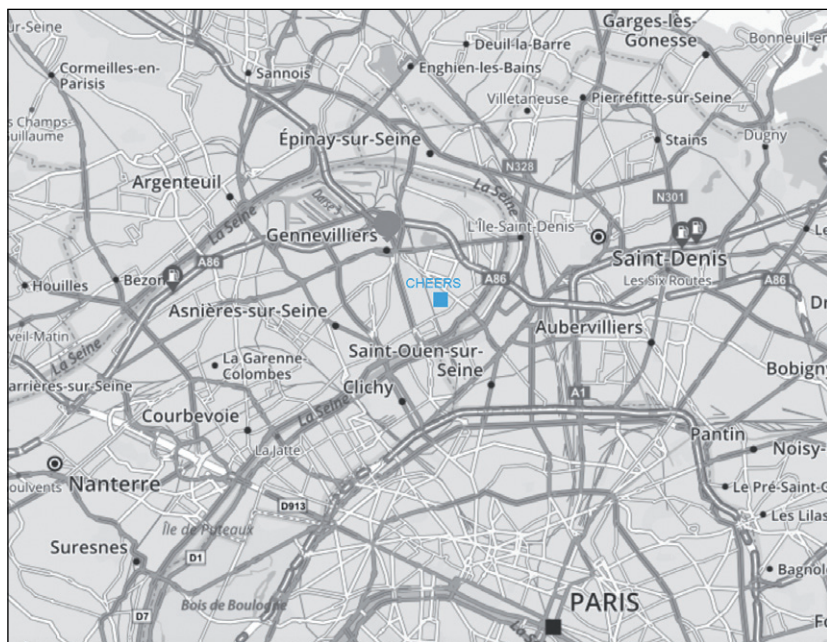 ur-Seine
Garges-lès-
Gonesse
Deuil-la-Barre
Bonneuil-en
Cormeilles-en-
Parisis
Sannois
Enghien-les-Bains
Villetaneuse
Pierrefitte-sur-Seine
s Champs-
uillaume
Épinay-sur-Seine
Stains
Dugny
N328
La Seine
Argenteuil
N301
La Seine
L'Île-Saint-Denis
Le
Gennevilliers
Saint-Denis
A86
Houilles
Bezon
CHEERS
A86
Les Six Routes
A86
Asnières-sur-Seine
Aubervilliers
Dr
veil-Matin
La Seine
La Garenne-
Colombes
Saint-Ouen-sur-
Seine
Bobigny
arrières-sur-Seine
Clichy
A1
Courbevoie
La Seine
La Jatte
Pantin
Noisy-
Nanterre
oulvents
Le Pré-Saint-G
D913
Les Lilas
Île de Puteaux
Suresnes
D1
Bagnol
Bois de Boulogne
PARIS
D7
La Se
Fo